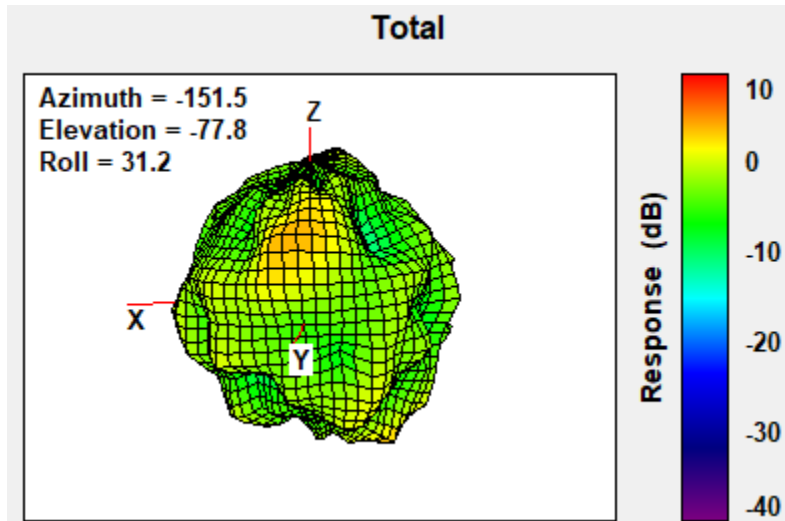 Total
Azimuth = -151.5
Elevation = -77.8
Roll = 31.2
Z
X
Y
10
0
-10
-20
-30
-40
Response (dB)